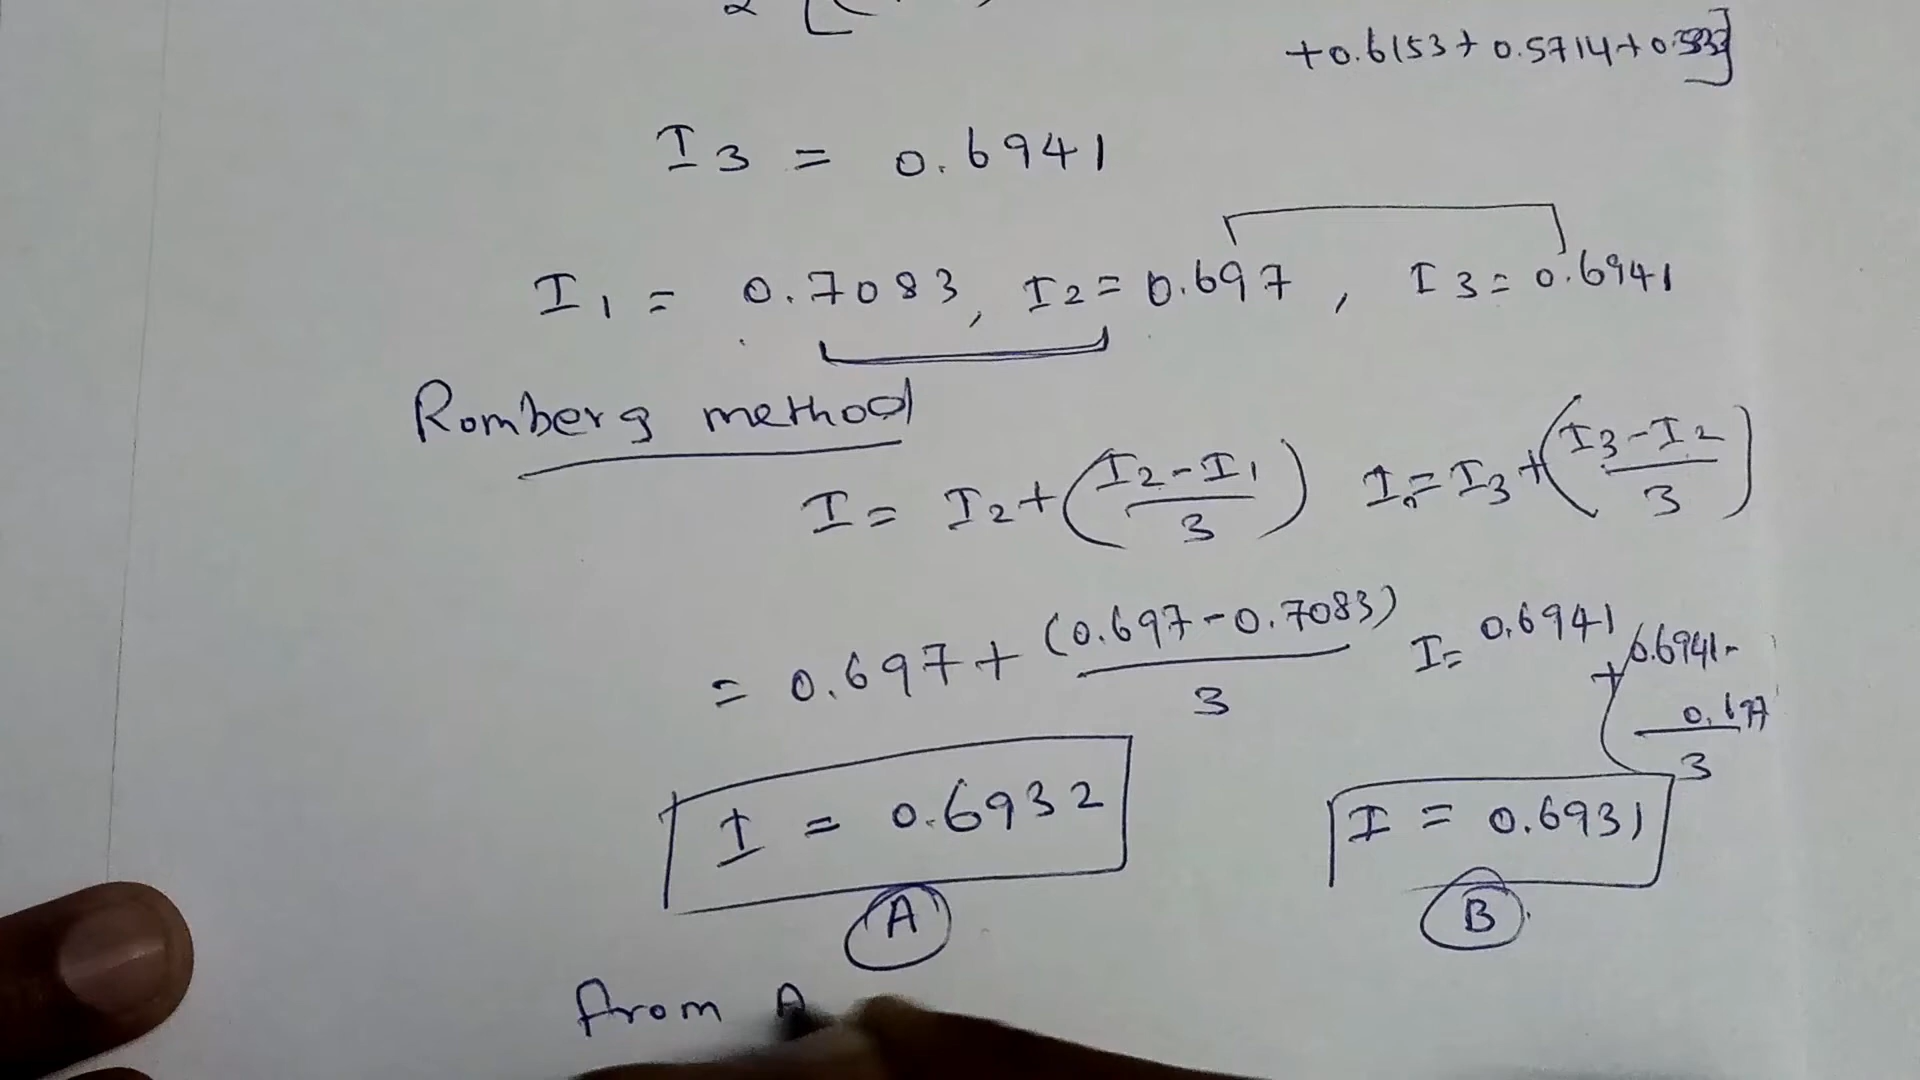 2 [(
+0.6153+0.5714+0.5333]
I3 = 0.6941
I1 = 0.7083, I2 = 0.697, I3 = 0.6941
Romberg method
I = I2+((I2-I1)/3) I = I3+((I3-I2)/3)
= 0.697+(0.697-0.7083)/3 I = 0.6941+(0.6941-0.697)/3
I = 0.6932 I = 0.6931
A B
from A